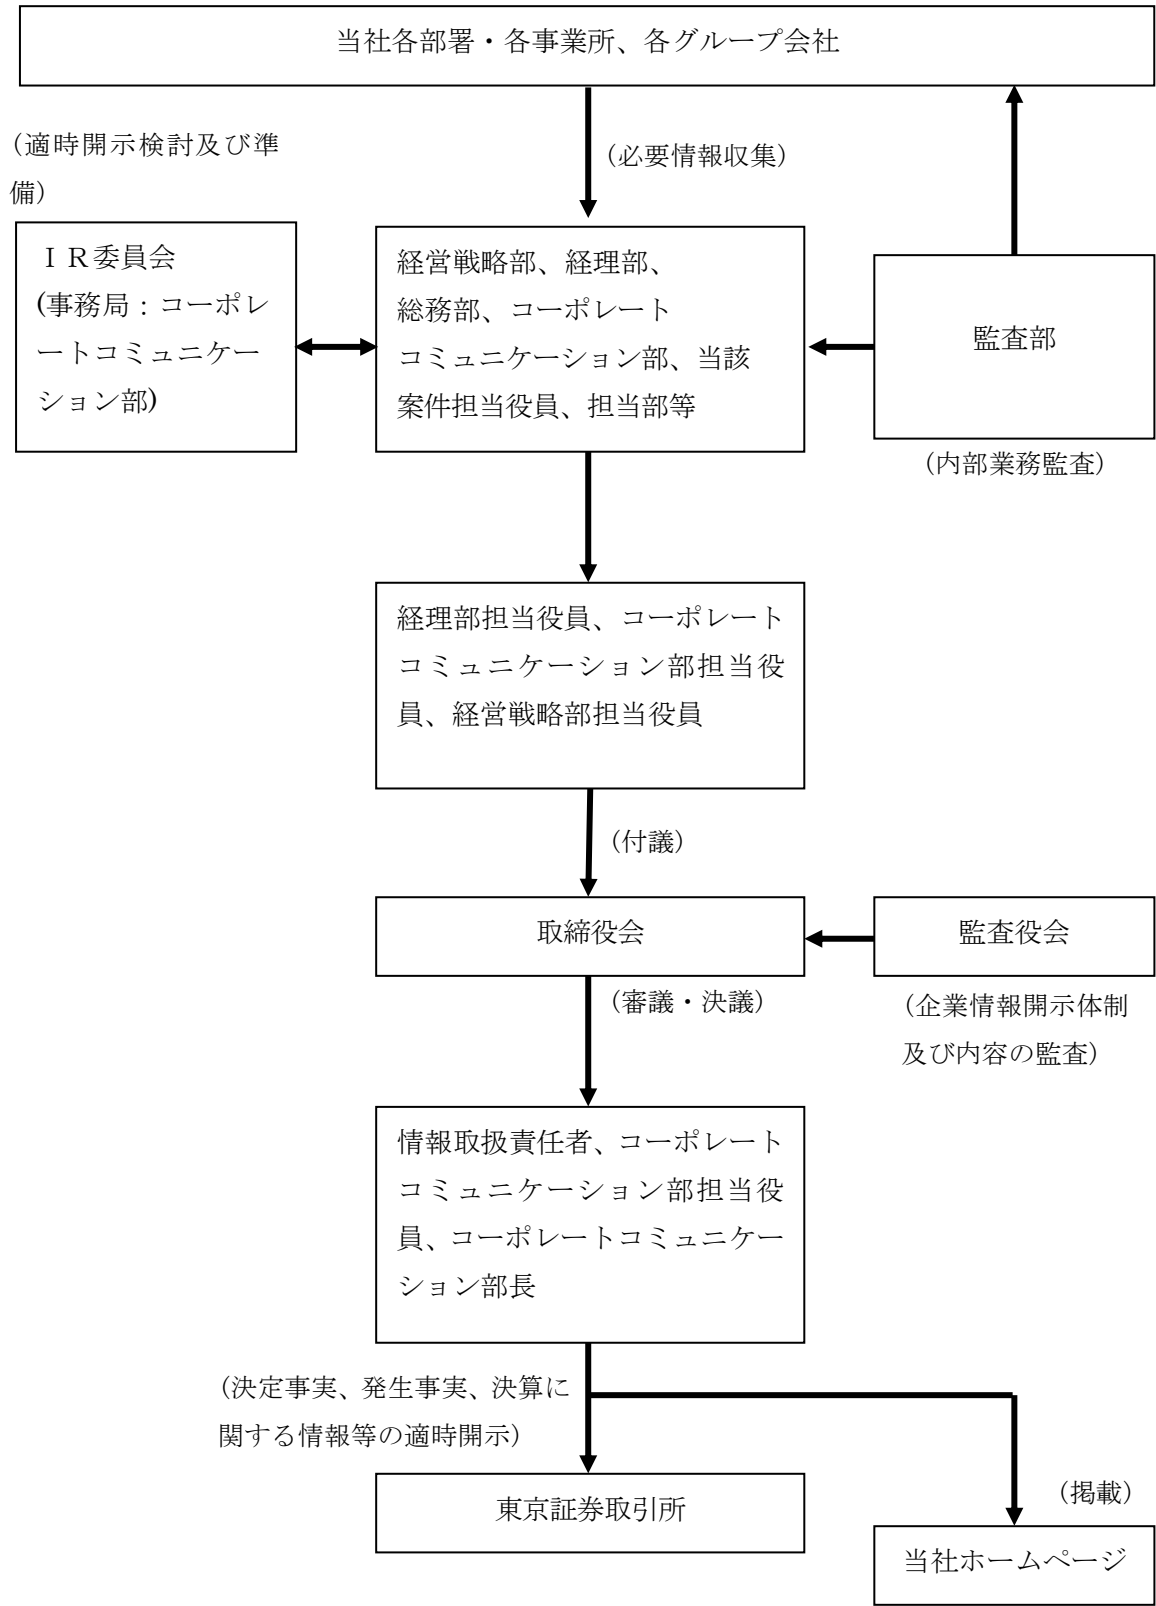 当社各部署・各事業所、各グループ会社
（適時開示検討及び準
備）
（必要情報収集）
ＩＲ委員会
(事務局：コーポレ
ートコミュニケー
ション部)
経営戦略部、経理部、
総務部、コーポレート
コミュニケーション部、当該
案件担当役員、担当部等
監査部
（内部業務監査）
経理部担当役員、コーポレート
コミュニケーション部担当役
員、経営戦略部担当役員
（付議）
取締役会
監査役会
（審議・決議）
（企業情報開示体制
及び内容の監査）
情報取扱責任者、コーポレート
コミュニケーション部担当役
員、コーポレートコミュニケー
ション部長
（決定事実、発生事実、決算に
関する情報等の適時開示）
東京証券取引所
（掲載）
当社ホームページ